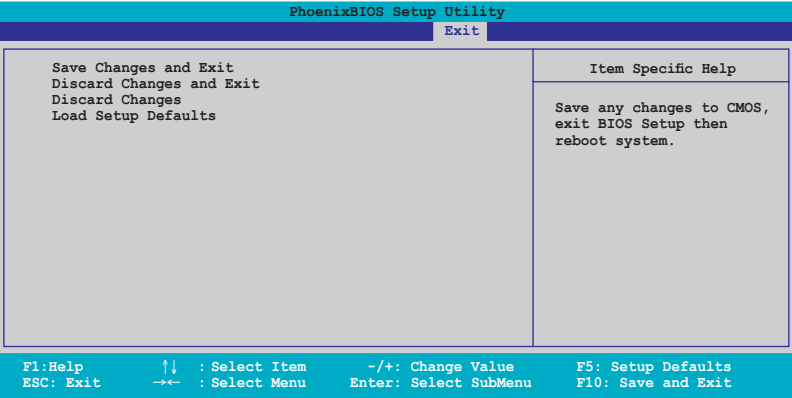 PhoenixBIOS Setup Utility
Exit
Save Changes and Exit
Discard Changes and Exit
Discard Changes
Load Setup Defaults
Item Specific Help
Save any changes to CMOS,
exit BIOS Setup then
reboot system.
F1:Help ↑↓ : Select Item -/+: Change Value F5: Setup Defaults
ESC: Exit →← : Select Menu Enter: Select SubMenu F10: Save and Exit